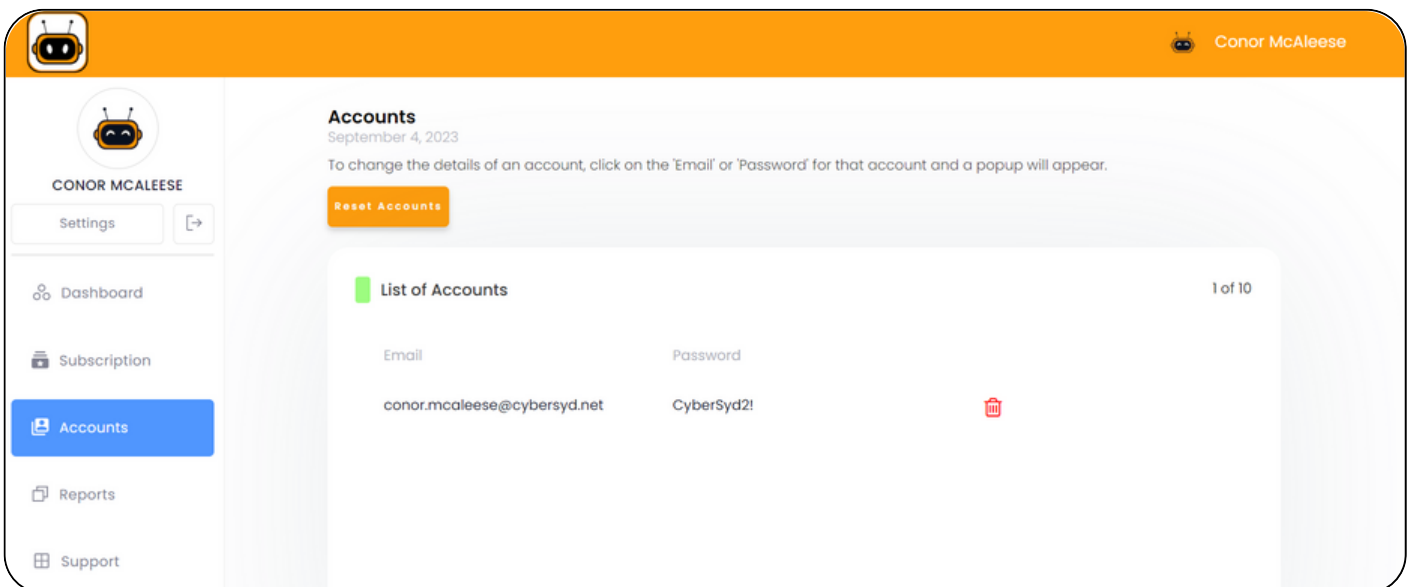 Conor McAleese
CONOR MCALEESE
Settings
Dashboard
Subscription
Accounts
Reports
Support
Accounts
September 4, 2023
To change the details of an account, click on the 'Email' or 'Password' for that account and a popup will appear.
Reset Accounts
List of Accounts
1 of 10
Email Password
conor.mcaleese@cybersyd.net CyberSyd2!